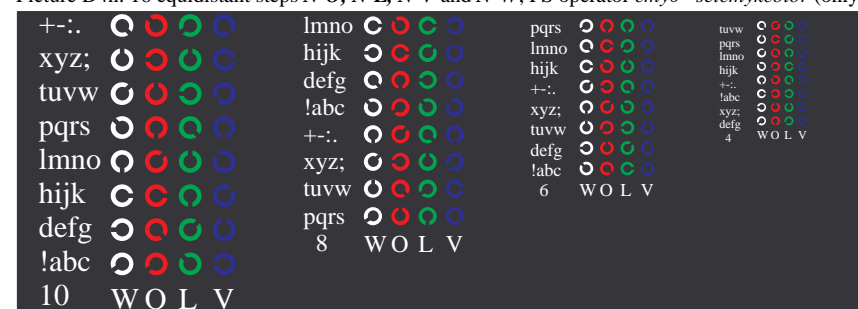 +-:.
xyz;
tuvw
pqrs
lmno
hijk
defg
!abc
10 W O L V
lmno
hijk
defg
!abc
+-:.
xyz;
tuvw
pqrs
8 W O L V
pqrs
lmno
hijk
+-:.
xyz;
tuvw
defg
!abc
6 W O L V
tuvw
pqrs
lmno
hijk
+-:.
!abc
xyz;
defg
4 W O L V